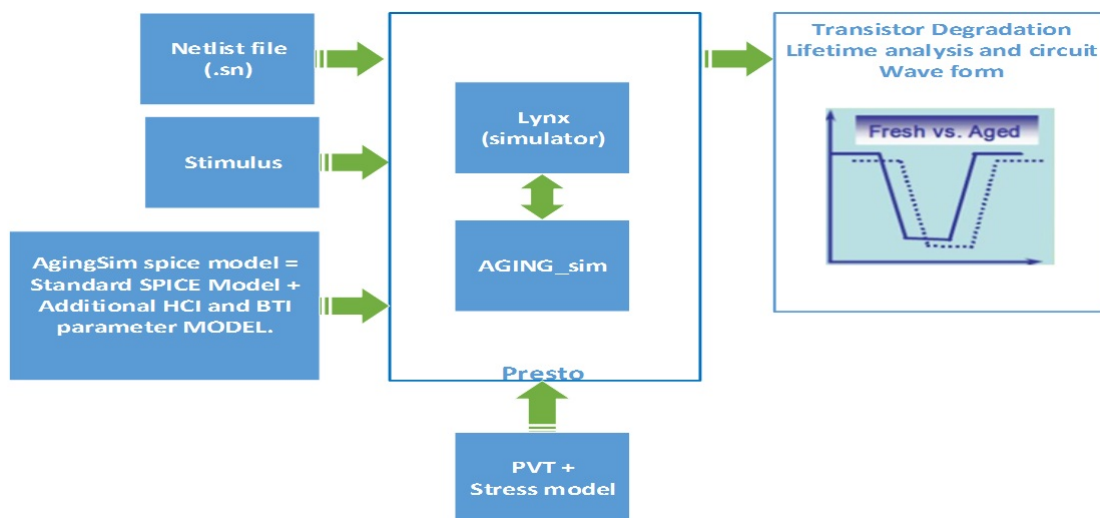 Netlist file
(.sn)
Stimulus
AgingSim spice model =
Standard SPICE Model +
Additional HCI and BTI
parameter MODEL.
Lynx
(simulator)
AGING_sim
Presto
PVT +
Stress model
Transistor Degradation
Lifetime analysis and circuit
Wave form
Fresh vs. Aged